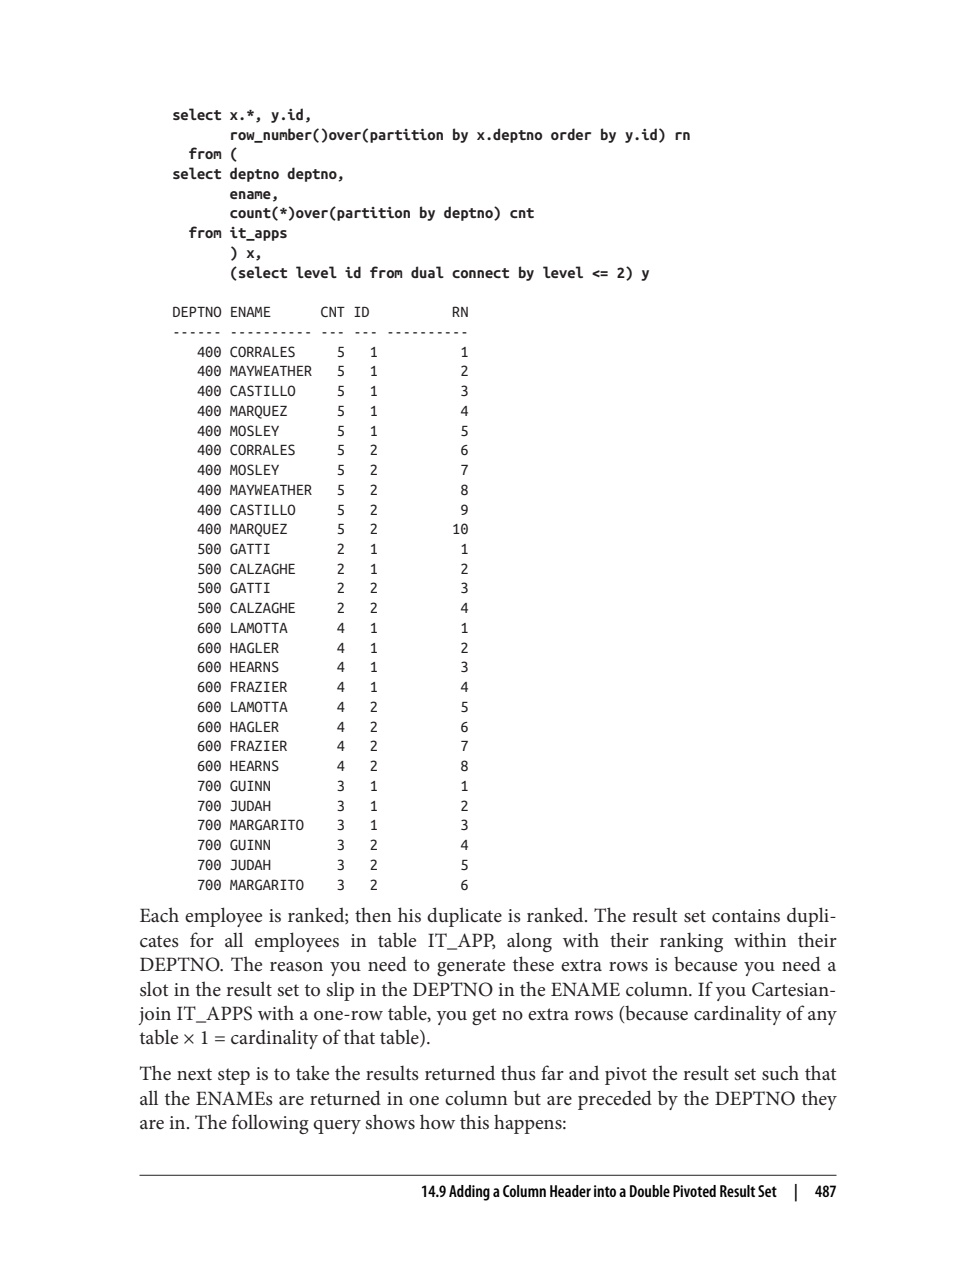 select x.*, y.id,
       row_number()over(partition by x.deptno order by y.id) rn
  from (
select deptno deptno,
       ename,
       count(*)over(partition by deptno) cnt
  from it_apps
       ) x,
       (select level id from dual connect by level <= 2) y
DEPTNO ENAME      CNT ID         RN
------ ---------- --- --- ----------
   400 CORRALES     5   1          1
   400 MAYWEATHER   5   1          2
   400 CASTILLO     5   1          3
   400 MARQUEZ      5   1          4
   400 MOSLEY       5   1          5
   400 CORRALES     5   2          6
   400 MOSLEY       5   2          7
   400 MAYWEATHER   5   2          8
   400 CASTILLO     5   2          9
   400 MARQUEZ      5   2         10
   500 GATTI        2   1          1
   500 CALZAGHE     2   1          2
   500 GATTI        2   2          3
   500 CALZAGHE     2   2          4
   600 LAMOTTA      4   1          1
   600 HAGLER       4   1          2
   600 HEARNS       4   1          3
   600 FRAZIER      4   1          4
   600 LAMOTTA      4   2          5
   600 HAGLER       4   2          6
   600 FRAZIER      4   2          7
   600 HEARNS       4   2          8
   700 GUINN        3   1          1
   700 JUDAH        3   1          2
   700 MARGARITO    3   1          3
   700 GUINN        3   2          4
   700 JUDAH        3   2          5
   700 MARGARITO    3   2          6
Each employee is ranked; then his duplicate is ranked. The result set contains dupli-
cates for all employees in table IT_APP, along with their ranking within their
DEPTNO. The reason you need to generate these extra rows is because you need a
slot in the result set to slip in the DEPTNO in the ENAME column. If you Cartesian-
join IT_APPS with a one-row table, you get no extra rows (because cardinality of any
table × 1 = cardinality of that table).
The next step is to take the results returned thus far and pivot the result set such that
all the ENAMEs are returned in one column but are preceded by the DEPTNO they
are in. The following query shows how this happens:
14.9 Adding a Column Header into a Double Pivoted Result Set | 487